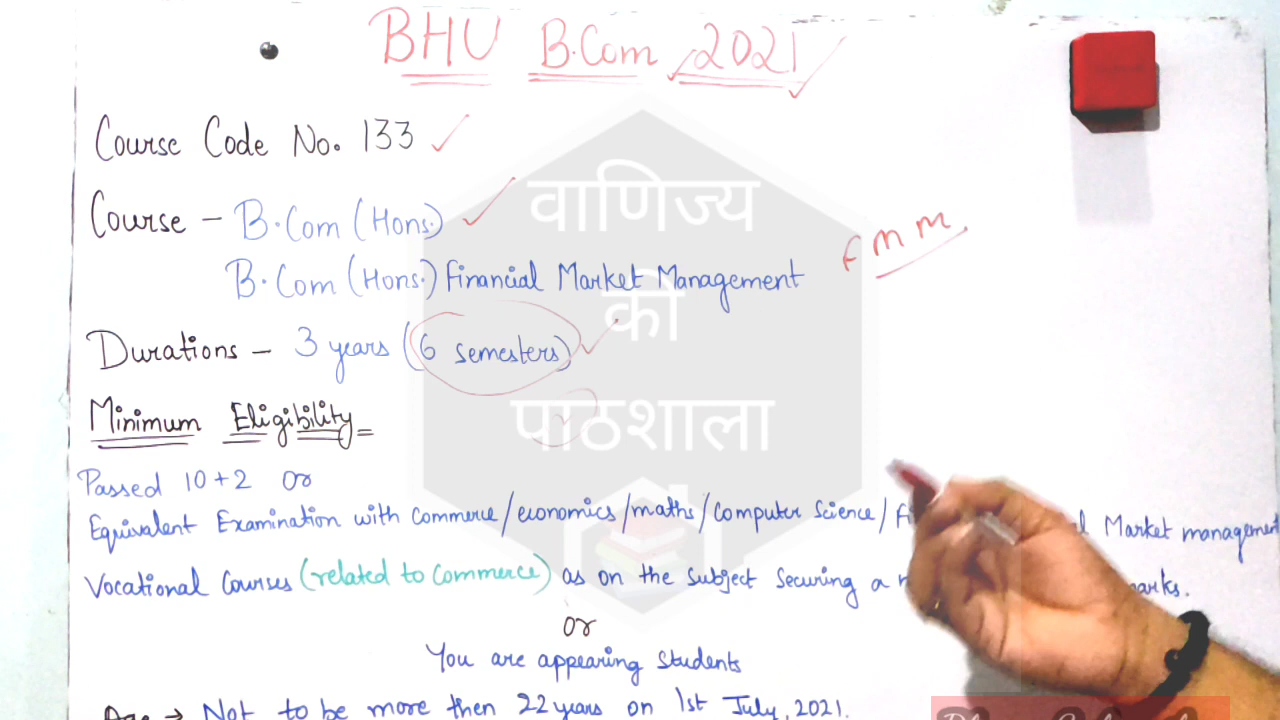 BHU B.Com 2021
Course Code No. 133
Course - B.Com (Hons.)
B.Com (Hons.) Financial Market Management
F M M
Durations - 3 years (6 semesters)
Minimum Eligibility =
Passed 10+2 or
Equivalent Examination with Commerce/economics/maths/Computer Science/ Market management
Vocational Courses (related to Commerce) as on the subject securing a
or
You are appearing students
Age → Not to be more then 22 years on 1st July, 2021.
वाणिज्य
की
पाठशाला